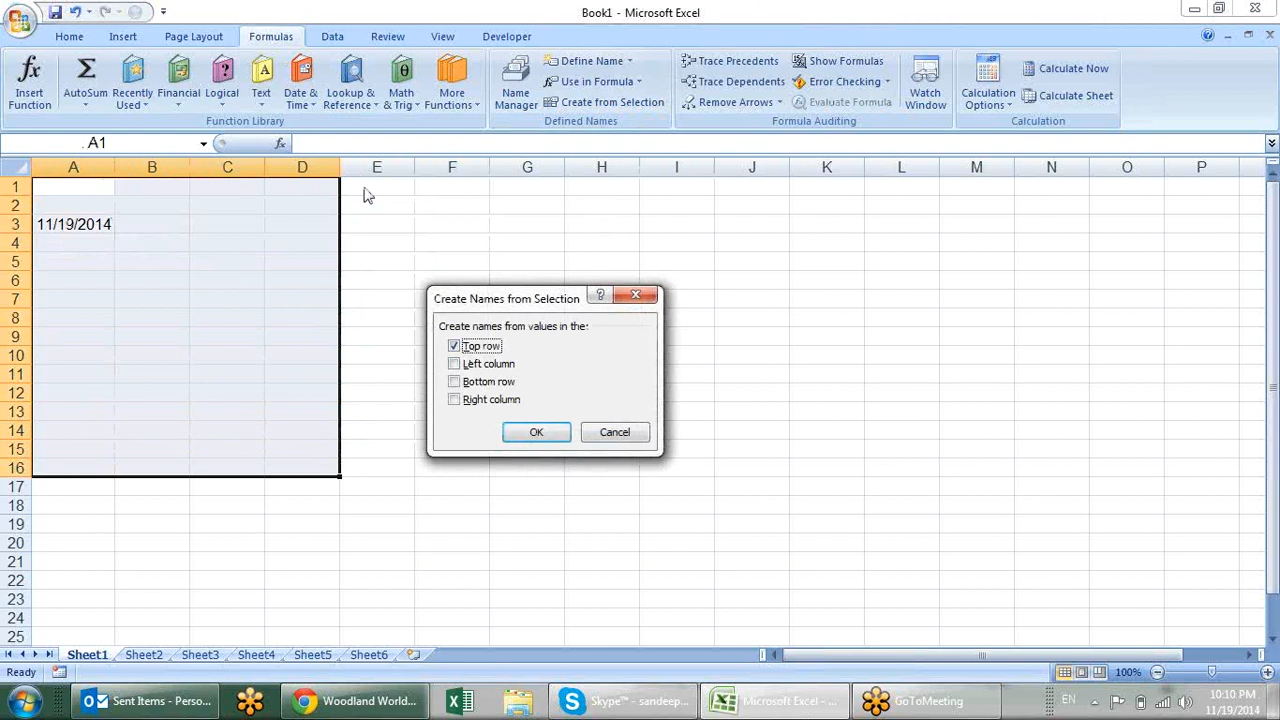 Book1 - Microsoft Excel
Home Insert Page Layout Formulas Data Review View Developer
Insert Function
AutoSum
Recently Used
Financial
Logical
Text
Date & Time
Lookup & Reference
Math & Trig
More Functions
Function Library
Name Manager
Define Name
Use in Formula
Create from Selection
Defined Names
Trace Precedents
Trace Dependents
Remove Arrows
Show Formulas
Error Checking
Evaluate Formula
Formula Auditing
Watch Window
Calculation Options
Calculate Now
Calculate Sheet
Calculation
A1
fx
A B C D E F G H I J K L M N O P
1
2
3 11/19/2014
4
5
6
7
8
9
10
11
12
13
14
15
16
17
18
19
20
21
22
23
24
25
Create Names from Selection
Create names from values in the:
Top row
Left column
Bottom row
Right column
OK Cancel
Sheet1 Sheet2 Sheet3 Sheet4 Sheet5 Sheet6
Ready 100%
Sent Items - Perso...
Woodland World...
Skype™ - sandeep...
Microsoft Excel - ...
GoToMeeting
EN
10:10 PM
11/19/2014